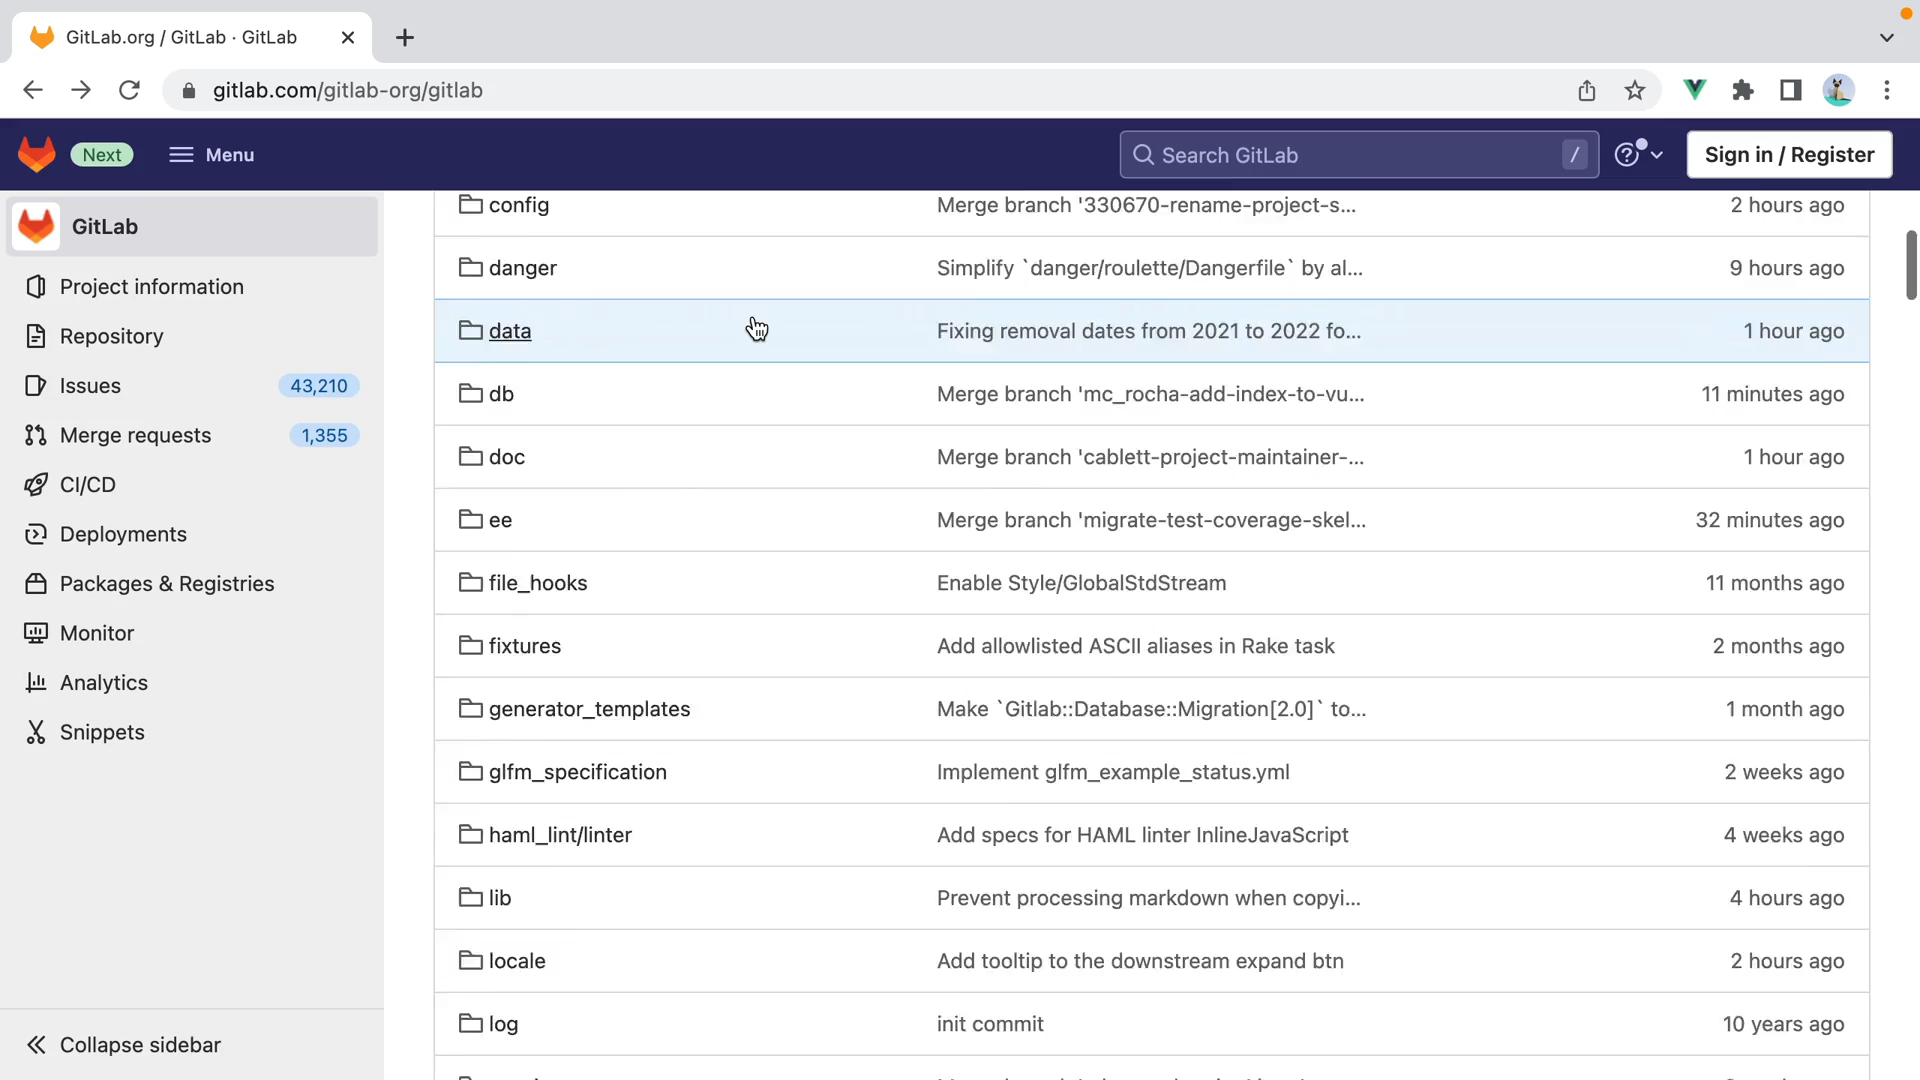 GitLab.org / GitLab · GitLab
gitlab.com/gitlab-org/gitlab
Next
Menu
Search GitLab
/
Sign in / Register
GitLab
Project information
Repository
Issues 43,210
Merge requests 1,355
CI/CD
Deployments
Packages & Registries
Monitor
Analytics
Snippets
Collapse sidebar
config Merge branch '330670-rename-project-s... 2 hours ago
danger Simplify `danger/roulette/Dangerfile` by al... 9 hours ago
data Fixing removal dates from 2021 to 2022 fo... 1 hour ago
db Merge branch 'mc_rocha-add-index-to-vu... 11 minutes ago
doc Merge branch 'cablett-project-maintainer-... 1 hour ago
ee Merge branch 'migrate-test-coverage-skel... 32 minutes ago
file_hooks Enable Style/GlobalStdStream 11 months ago
fixtures Add allowlisted ASCII aliases in Rake task 2 months ago
generator_templates Make `Gitlab::Database::Migration[2.0]` to... 1 month ago
glfm_specification Implement glfm_example_status.yml 2 weeks ago
haml_lint/linter Add specs for HAML linter InlineJavaScript 4 weeks ago
lib Prevent processing markdown when copyi... 4 hours ago
locale Add tooltip to the downstream expand btn 2 hours ago
log init commit 10 years ago